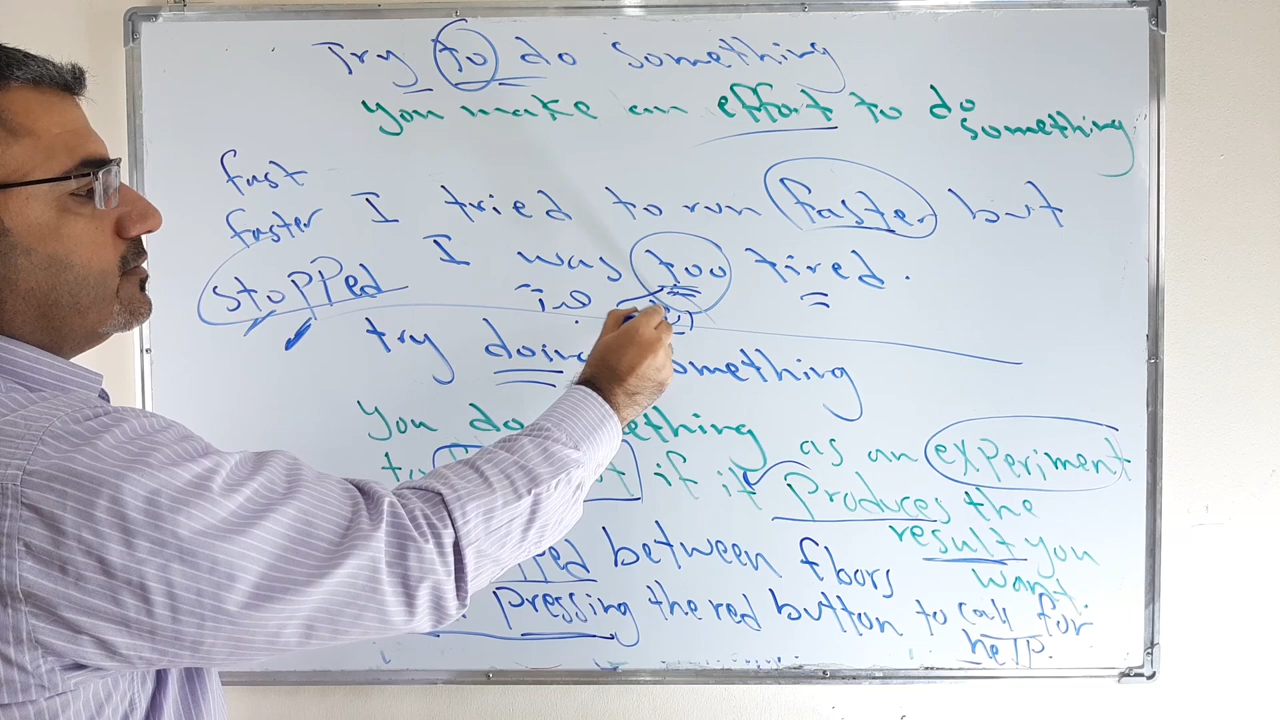 Try to do something
you make an effort to do
something
fast
faster I tried to run faster but
stopped I was too tired.
try doing something
You do something as an experiment
if it produces the
result you
want.
between floors
pressing the red button to call for
help.